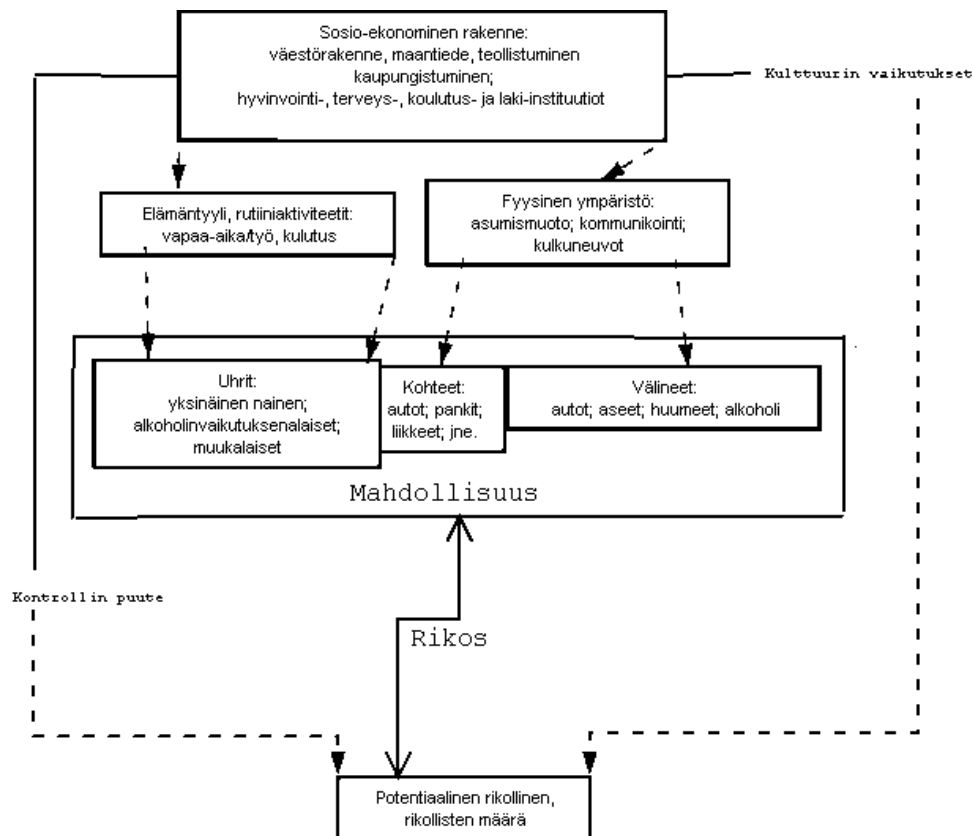 Sosio-ekonominen rakenne:
väestörakenne, maantiede, teollistuminen
kaupungistuminen;
hyvinvointi-, terveys-, koulutus- ja laki-instituutiot
Kulttuurin vaikutukset
Elämäntyyli, rutiiniaktiviteetit:
vapaa-aika/työ, kulutus
Fyysinen ympäristö:
asumismuoto; kommunikointi;
kulkuneuvot
Uhrit:
yksinäinen nainen;
alkoholinvaikutuksenalaiset;
muukalaiset
Kohteet:
autot; pankit;
liikkeet; jne.
Välineet:
autot; aseet; huumeet; alkoholi
Mahdollisuus
Kontrollin puute
Rikos
Potentiaalinen rikollinen,
rikollisten määrä